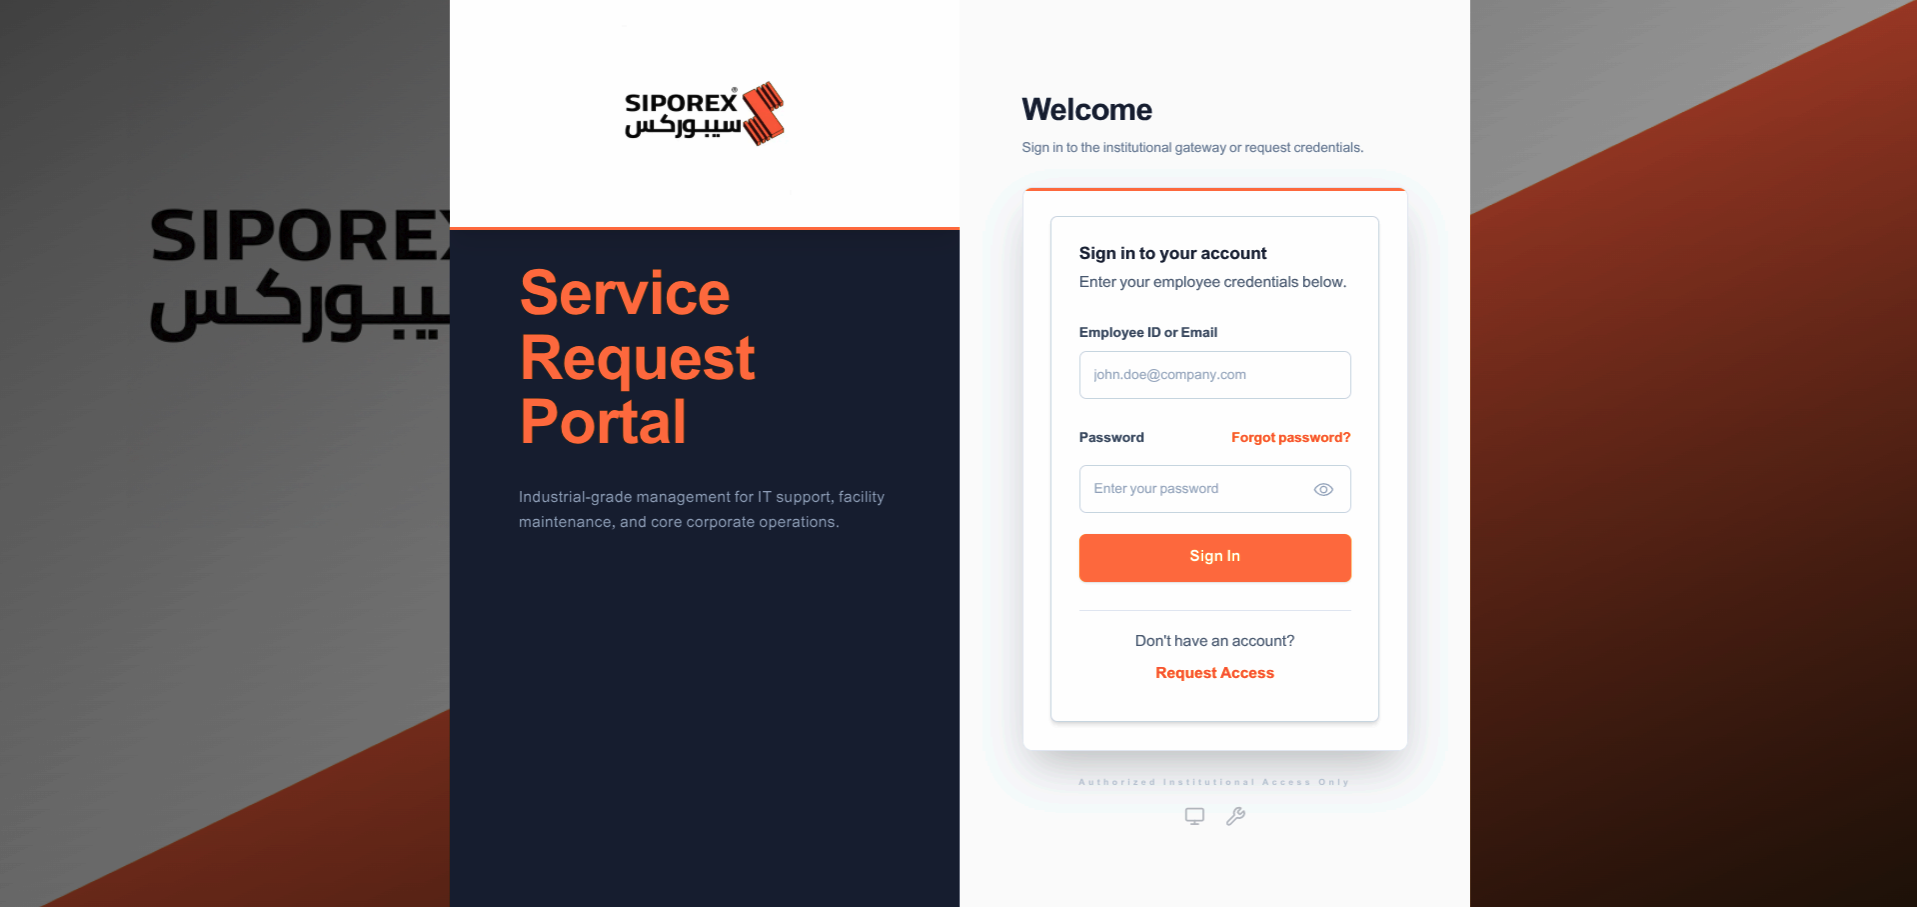 SIPOREX
سيبوركس
SIPOREX®
سيبوركس
Service
Request
Portal
Industrial-grade management for IT support, facility
maintenance, and core corporate operations.
Welcome
Sign in to the institutional gateway or request credentials.
Sign in to your account
Enter your employee credentials below.
Employee ID or Email
john.doe@company.com
Password
Forgot password?
Enter your password
Sign In
Don't have an account?
Request Access
Authorized Institutional Access Only